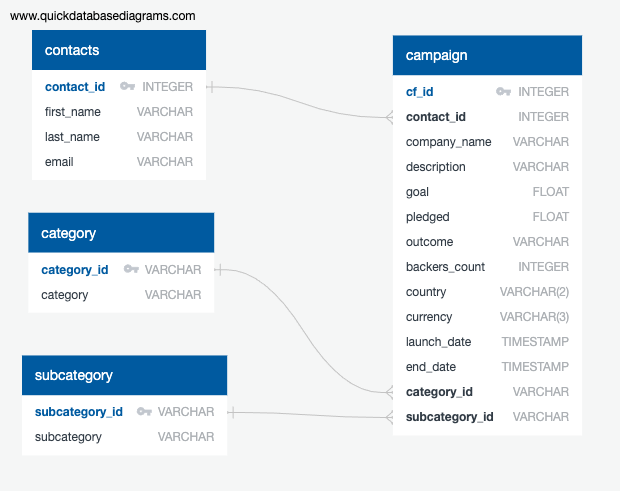 www.quickdatabasediagrams.com
contacts
contact_id INTEGER
first_name VARCHAR
last_name VARCHAR
email VARCHAR
category
category_id VARCHAR
category VARCHAR
subcategory
subcategory_id VARCHAR
subcategory VARCHAR
campaign
cf_id INTEGER
contact_id INTEGER
company_name VARCHAR
description VARCHAR
goal FLOAT
pledged FLOAT
outcome VARCHAR
backers_count INTEGER
country VARCHAR(2)
currency VARCHAR(3)
launch_date TIMESTAMP
end_date TIMESTAMP
category_id VARCHAR
subcategory_id VARCHAR